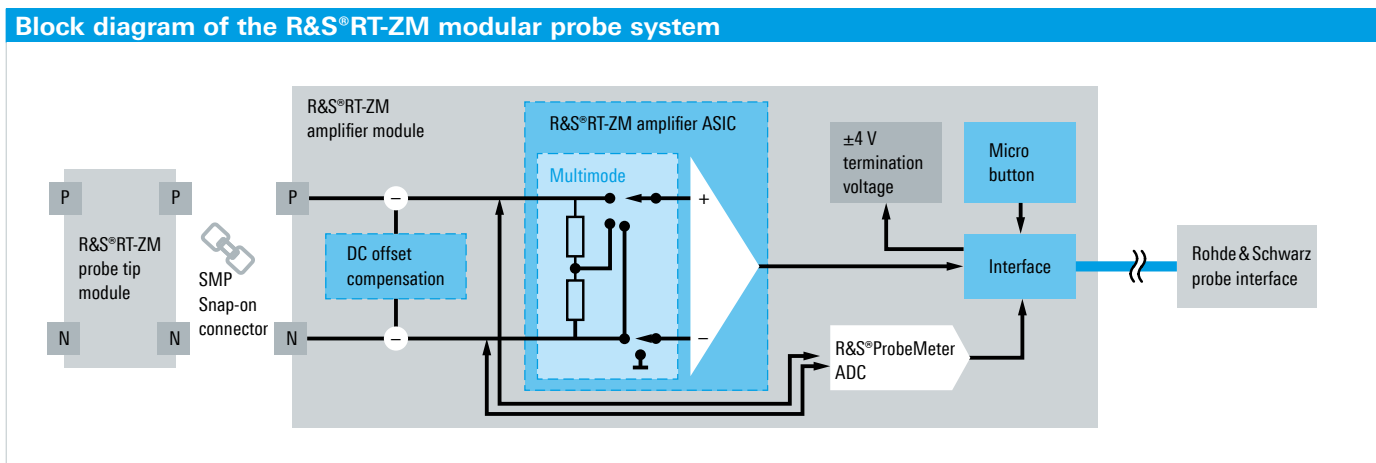 Block diagram of the R&S®RT-ZM modular probe system
R&S®RT-ZM
amplifier module
R&S®RT-ZM amplifier ASIC
Multimode
±4 V
termination
voltage
Micro
button
P
P
P
R&S®RT-ZM
probe tip
module
SMP
Snap-on
connector
DC offset
compensation
Interface
Rohde & Schwarz
probe interface
N
N
N
R&S®ProbeMeter
ADC
−
−
+
−